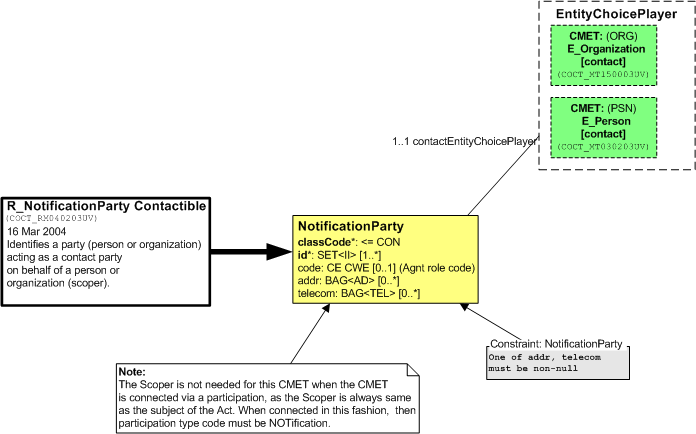 EntityChoicePlayer
CMET: (ORG)
E_Organization
[contact]
(COCT_MT150003UV)
CMET: (PSN)
E_Person
[contact]
(COCT_MT030203UV)
1..1 contactEntityChoicePlayer
R_NotificationParty Contactible
(COCT_RM040203UV)
16 Mar 2004
Identifies a party (person or organization)
acting as a contact party
on behalf of a person or
organization (scoper).
NotificationParty
classCode*: <= CON
id*: SET<II> [1..*]
code: CE CWE [0..1] (Agnt role code)
addr: BAG<AD> [0..*]
telecom: BAG<TEL> [0..*]
Constraint: NotificationParty
One of addr, telecom
must be non-null
Note:
The Scoper is not needed for this CMET when the CMET
is connected via a participation, as the Scoper is always same
as the subject of the Act. When connected in this fashion, then
participation type code must be NOTification.